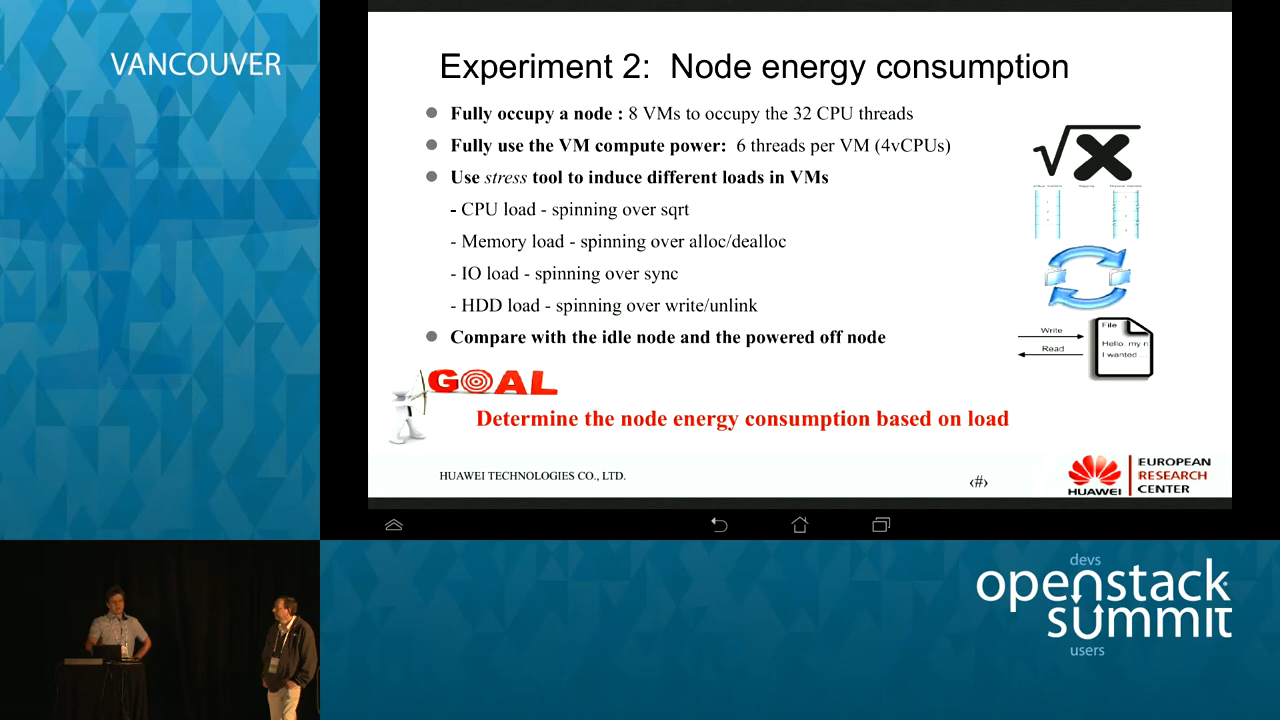 VANCOUVER
Experiment 2: Node energy consumption
Fully occupy a node : 8 VMs to occupy the 32 CPU threads
Fully use the VM compute power: 6 threads per VM (4vCPUs)
Use stress tool to induce different loads in VMs
- CPU load - spinning over sqrt
- Memory load - spinning over alloc/dealloc
- IO load - spinning over sync
- HDD load - spinning over write/unlink
Compare with the idle node and the powered off node
√X
Write
Read
File
Hello my n
I wanted ...
GOAL
Determine the node energy consumption based on load
HUAWEI TECHNOLOGIES CO., LTD.
‹#›
HUAWEI
EUROPEAN
RESEARCH
CENTER
devs
openstack
summit
users